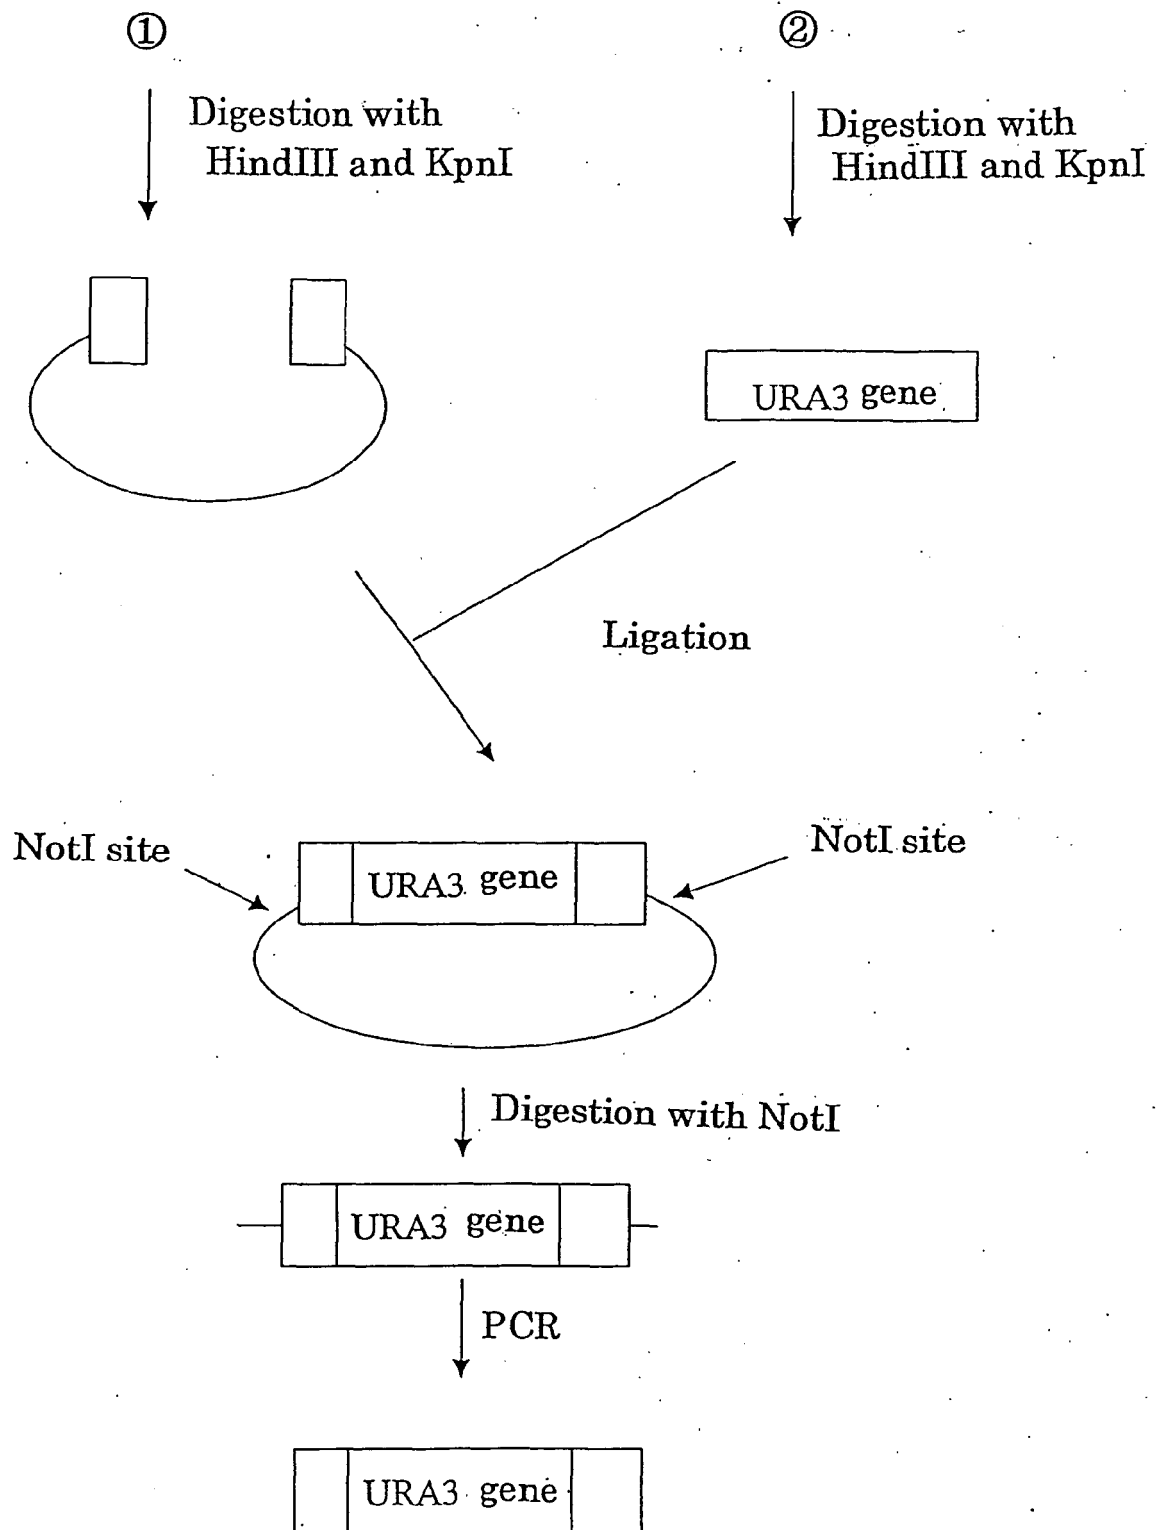 ①
②
Digestion with
HindIII and KpnI
Digestion with
HindIII and KpnI
URA3 gene
Ligation
NotI site
NotI site
URA3 gene
Digestion with NotI
URA3 gene
PCR
URA3 gene